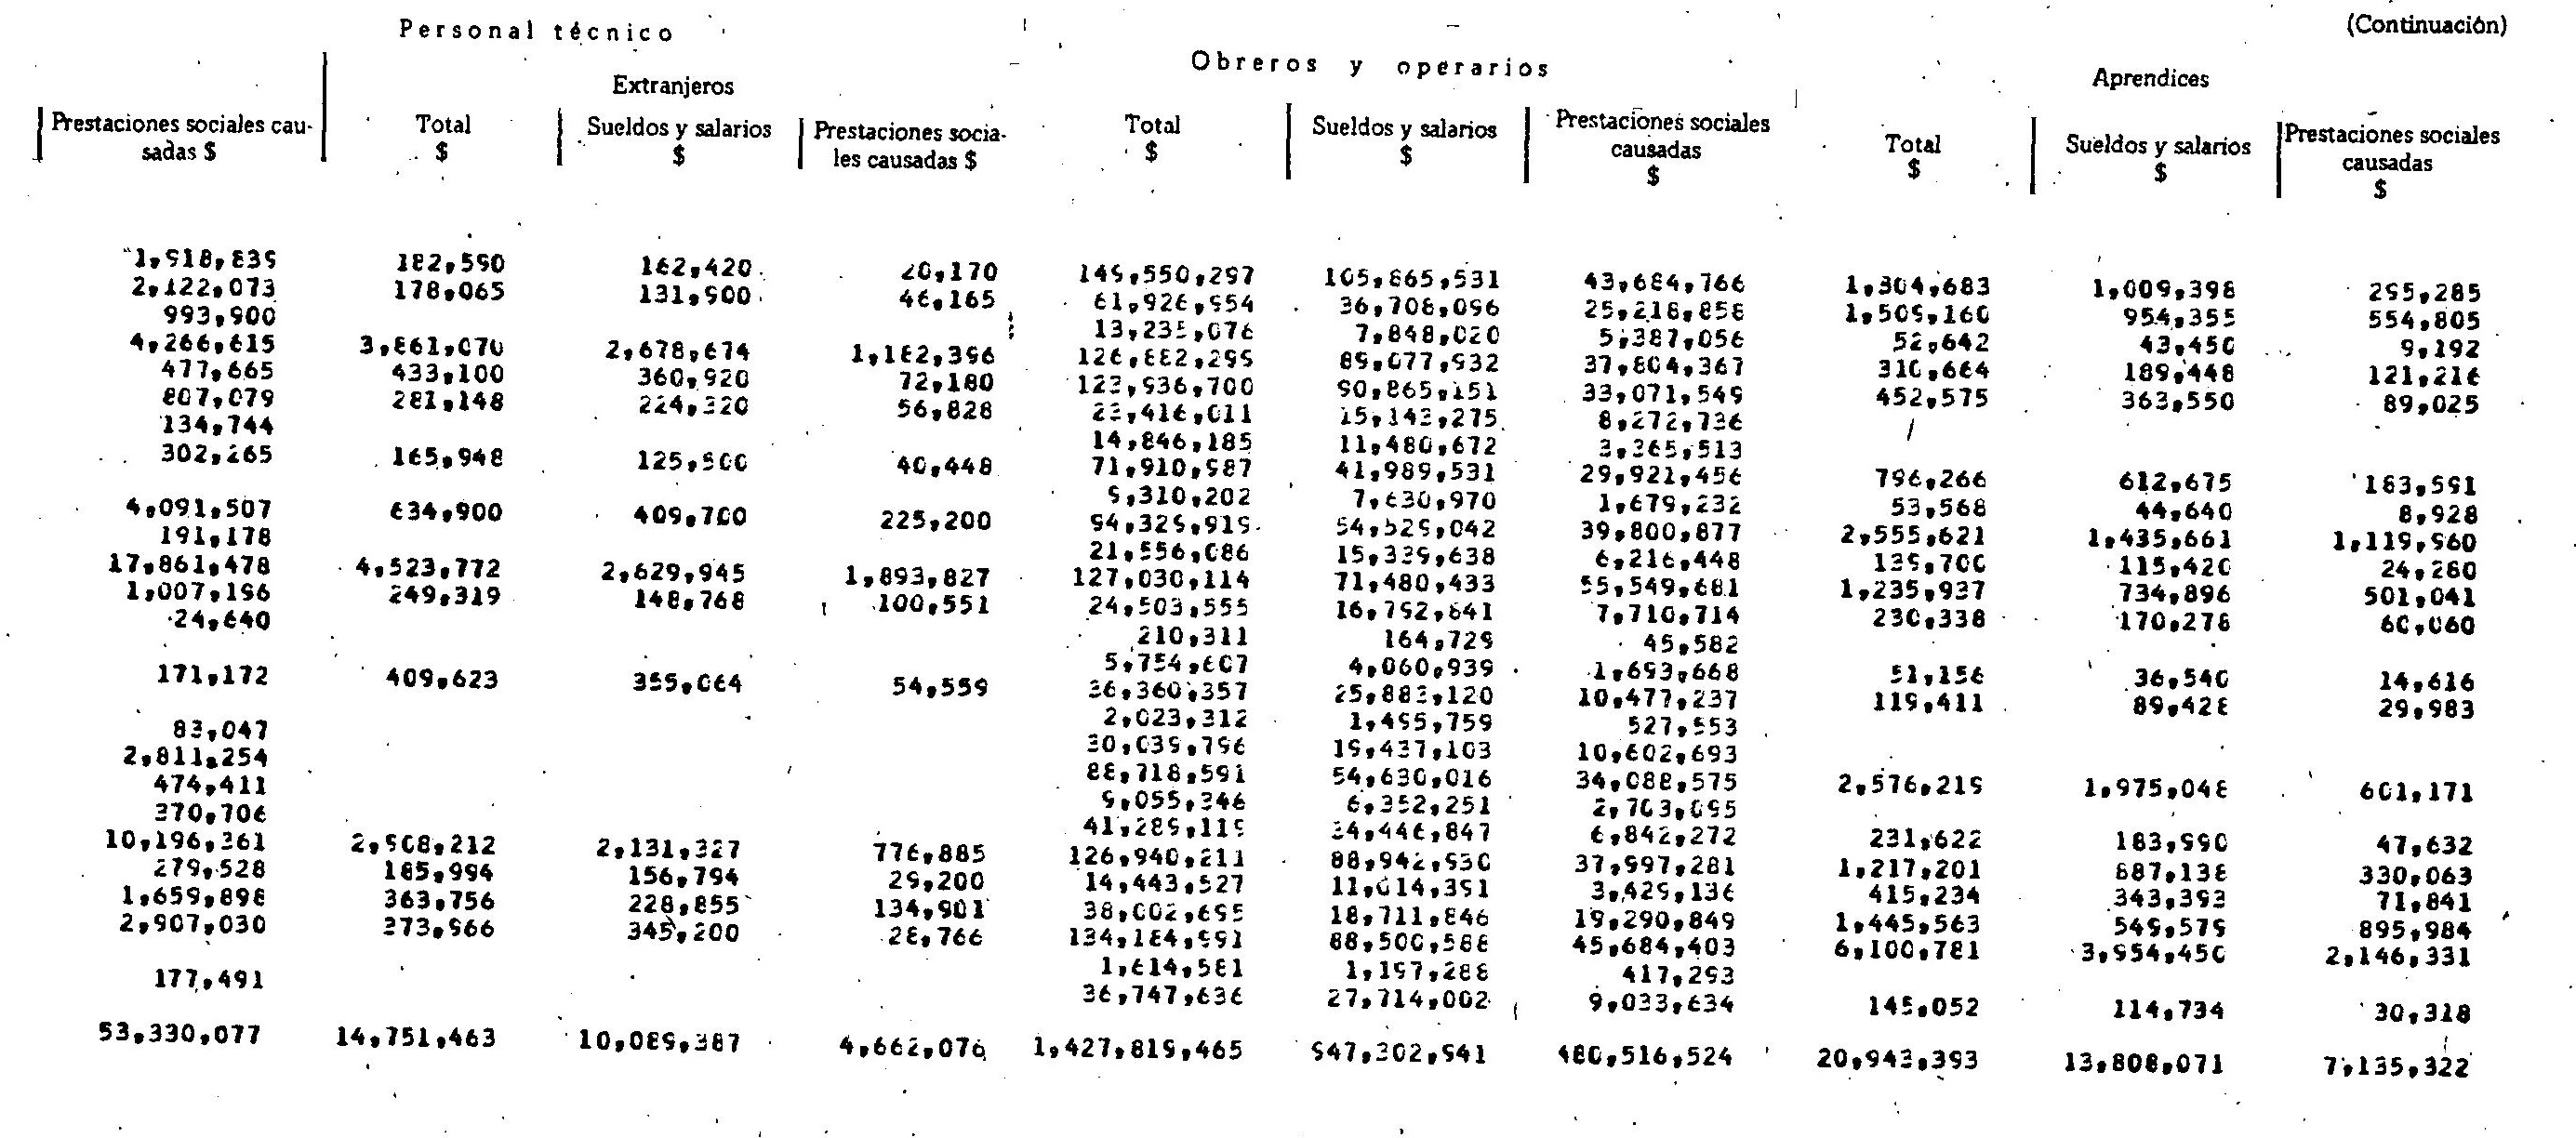 (Continuación)
Personal técnico
Obreros y operarios
Extranjeros
Aprendices
Prestaciones sociales cau- Total Sueldos y salarios Prestaciones socia- Total Sueldos y salarios Prestaciones sociales Total Sueldos y salarios Prestaciones sociales
sadas $ $ $ les causadas $ $ $ causadas $ $ $ causadas $
1,918,839 182,590 162,420 20,170 149,550,297 105,865,531 43,684,766 1,304,683 1,009,398 295,285
2,122,073 178,065 131,900 46,165 61,926,954 36,708,096 25,218,858 1,509,160 954,355 554,805
993,900 13,235,076 7,848,020 5,387,056 52,642 43,450 9,192
4,266,615 3,861,070 2,678,674 1,182,396 126,882,299 89,077,932 37,804,367 310,664 189,448 121,216
477,665 433,100 360,920 72,180 123,936,700 90,865,151 33,071,549 452,575 363,550 89,025
807,079 281,148 224,320 56,828 23,416,011 15,143,275 8,272,736
134,744 14,846,185 11,480,672 3,365,513
302,265 165,948 125,500 40,448 71,910,987 41,989,531 29,921,456 796,266 612,675 183,591
9,310,202 7,630,970 1,679,232 53,568 44,640 8,928
4,091,507 634,900 409,700 225,200 94,329,919 54,529,042 39,800,877 2,555,621 1,435,661 1,119,960
191,178 21,556,086 15,339,638 6,216,448 139,700 115,420 24,280
17,861,478 4,523,772 2,629,945 1,893,827 127,030,114 71,480,433 55,549,681 1,235,937 734,896 501,041
1,007,196 249,319 148,768 100,551 24,503,555 16,792,841 7,710,714 230,338 170,278 60,060
24,640 210,311 164,729 45,582
5,754,607 4,060,939 1,693,668 51,156 36,540 14,616
171,172 409,623 355,064 54,559 36,360,357 25,883,120 10,477,237 119,411 89,428 29,983
2,023,312 1,495,759 527,553
83,047 30,039,796 19,437,103 10,602,693
2,811,254 88,718,591 54,630,016 34,088,575 2,576,219 1,975,048 601,171
474,411 9,055,346 6,352,251 2,703,095
370,706 41,289,119 34,446,847 6,842,272 231,622 183,990 47,632
10,196,361 2,908,212 2,131,327 776,885 126,940,211 88,942,930 37,997,281 1,217,201 887,138 330,063
279,528 185,994 156,794 29,200 14,443,527 11,014,391 3,429,136 415,234 343,393 71,841
1,659,898 363,756 228,855 134,901 38,002,695 18,711,846 19,290,849 1,445,563 549,579 895,984
2,907,030 373,966 345,200 28,766 134,184,991 88,500,588 45,684,403 6,100,781 3,954,450 2,146,331
1,614,581 1,197,288 417,293
177,491 36,747,636 27,714,002 9,033,634 145,052 114,734 30,318
53,330,077 14,751,463 10,089,387 4,662,076 1,427,819,465 947,302,941 480,516,524 20,943,393 13,808,071 7,135,322